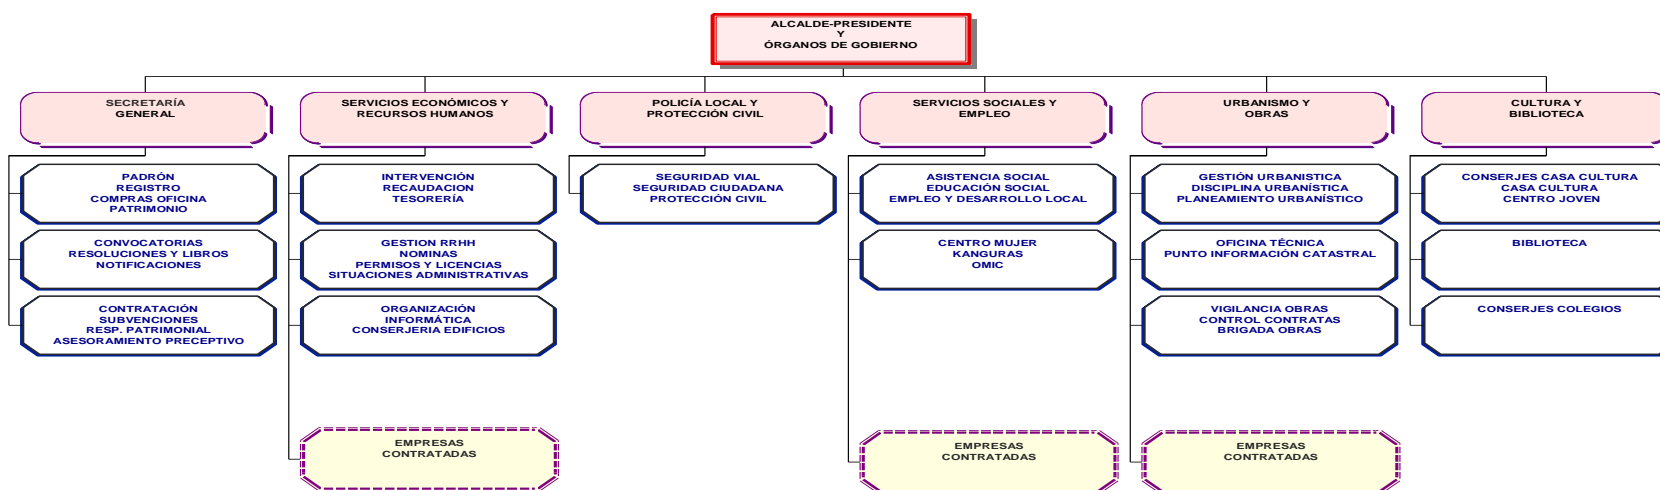 ALCALDE-PRESIDENTE
Y
ÓRGANOS DE GOBIERNO
SECRETARÍA
GENERAL
SERVICIOS ECONÓMICOS Y
RECURSOS HUMANOS
POLICÍA LOCAL Y
PROTECCIÓN CIVIL
SERVICIOS SOCIALES Y
EMPLEO
URBANISMO Y
OBRAS
CULTURA Y
BIBLIOTECA
PADRÓN
REGISTRO
COMPRAS OFICINA
PATRIMONIO
INTERVENCIÓN
RECAUDACION
TESORERÍA
SEGURIDAD VIAL
SEGURIDAD CIUDADANA
PROTECCIÓN CIVIL
ASISTENCIA SOCIAL
EDUCACIÓN SOCIAL
EMPLEO Y DESARROLLO LOCAL
GESTIÓN URBANISTICA
DISCIPLINA URBANÍSTICA
PLANEAMIENTO URBANÍSTICO
CONSERJES CASA CULTURA
CASA CULTURA
CENTRO JOVEN
CONVOCATORIAS
RESOLUCIONES Y LIBROS
NOTIFICACIONES
GESTION RRHH
NOMINAS
PERMISOS Y LICENCIAS
SITUACIONES ADMINISTRATIVAS
CENTRO MUJER
KANGURAS
OMIC
OFICINA TÉCNICA
PUNTO INFORMACIÓN CATASTRAL
BIBLIOTECA
CONTRATACIÓN
SUBVENCIONES
RESP. PATRIMONIAL
ASESORAMIENTO PRECEPTIVO
ORGANIZACIÓN
INFORMÁTICA
CONSERJERIA EDIFICIOS
VIGILANCIA OBRAS
CONTROL CONTRATAS
BRIGADA OBRAS
CONSERJES COLEGIOS
EMPRESAS
CONTRATADAS
EMPRESAS
CONTRATADAS
EMPRESAS
CONTRATADAS